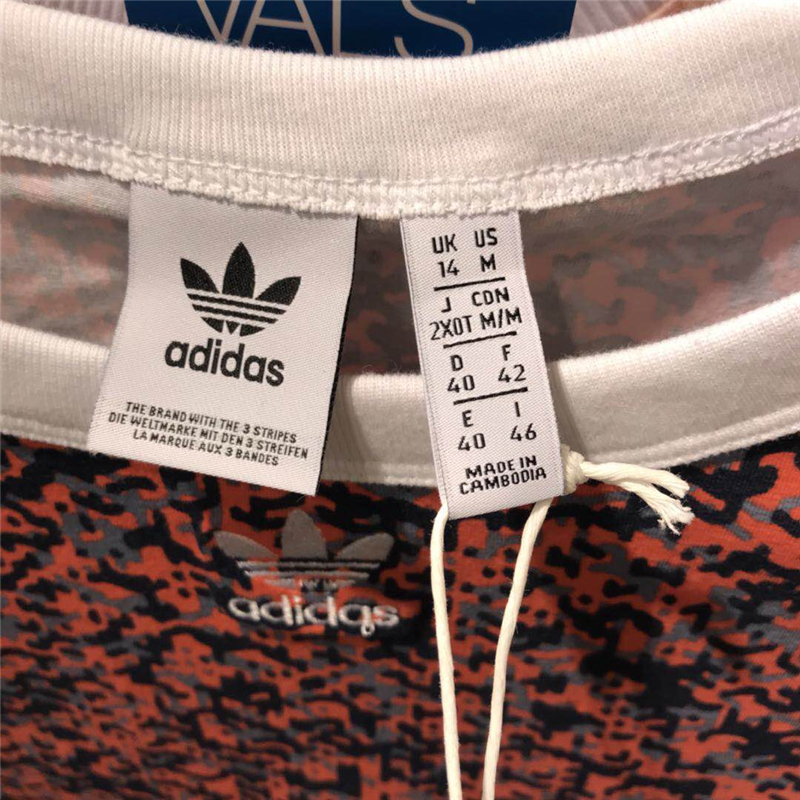 adidas
THE BRAND WITH THE 3 STRIPES
DIE WELTMARKE MIT DEN 3 STREIFEN
LA MARQUE AUX 3 BANDES
UK US
14 M
J CDN
2XOT M/M
D F
40 42
E I
40 46
MADE IN
CAMBODIA
adidas